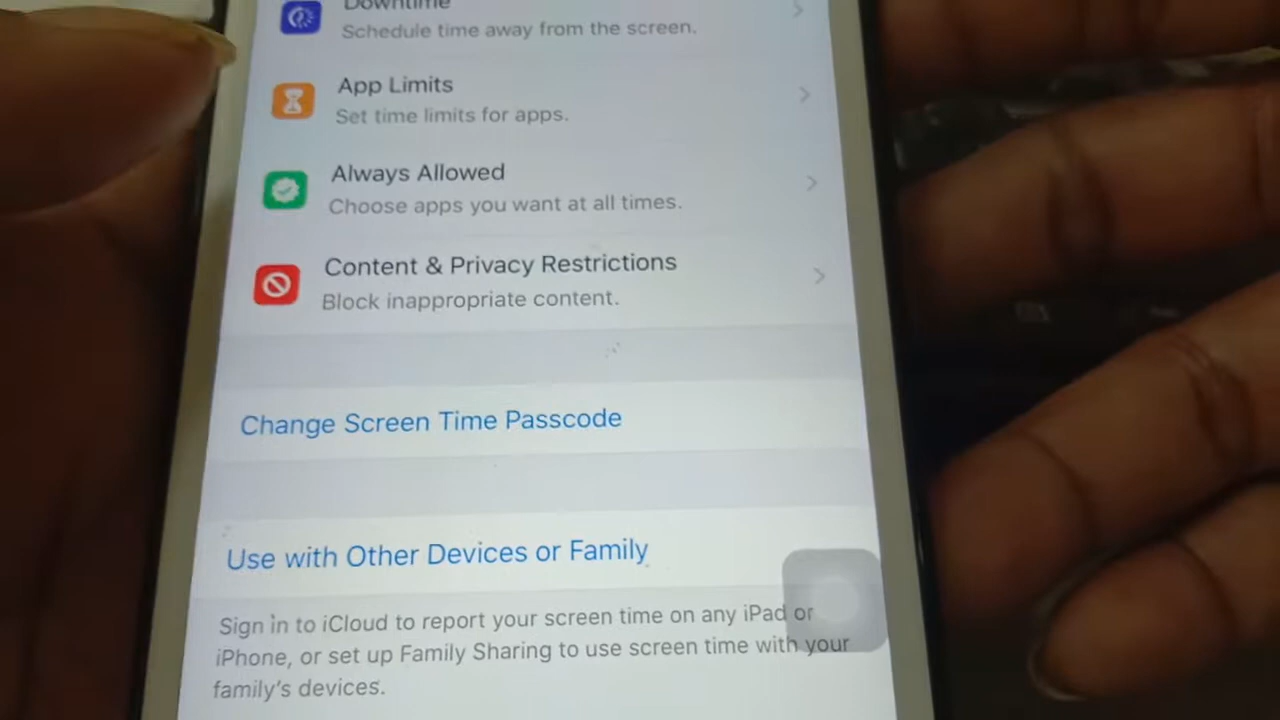 Downtime
Schedule time away from the screen.
App Limits
Set time limits for apps.
Always Allowed
Choose apps you want at all times.
Content & Privacy Restrictions
Block inappropriate content.
Change Screen Time Passcode
Use with Other Devices or Family
Sign in to iCloud to report your screen time on any iPad or
iPhone, or set up Family Sharing to use screen time with your
family's devices.